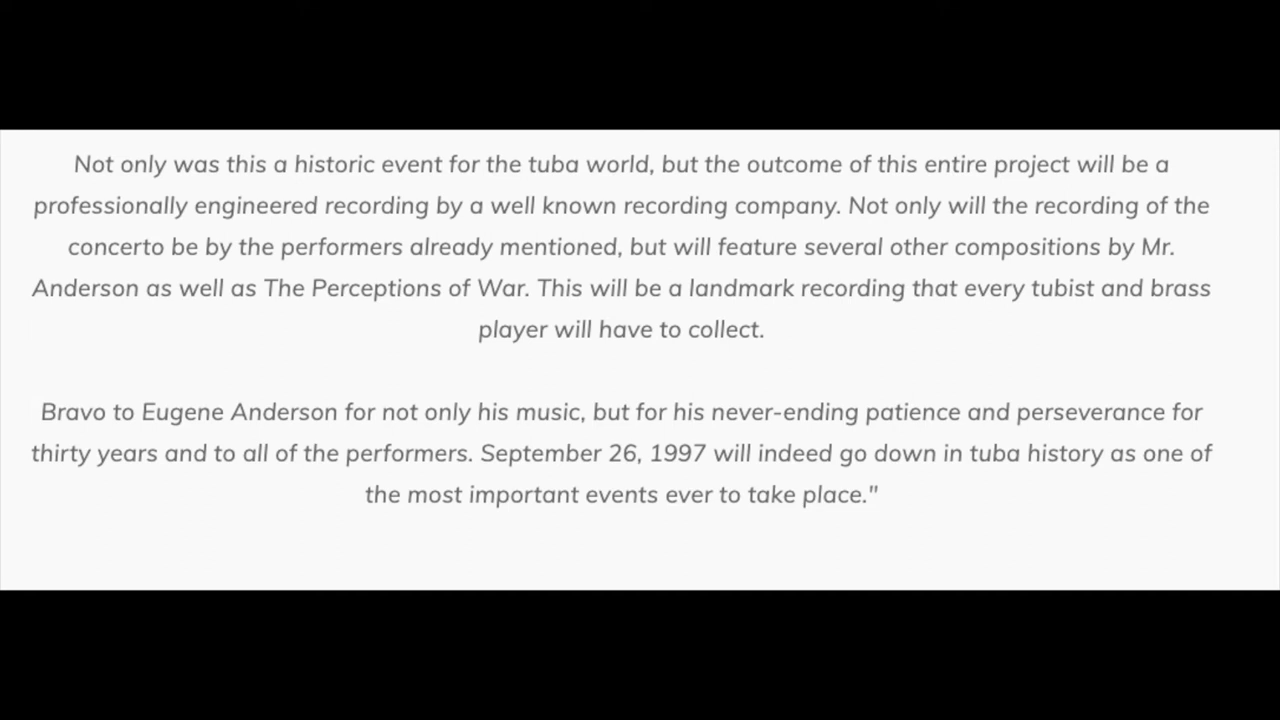 Not only was this a historic event for the tuba world, but the outcome of this entire project will be a
professionally engineered recording by a well known recording company. Not only will the recording of the
concerto be by the performers already mentioned, but will feature several other compositions by Mr.
Anderson as well as The Perceptions of War. This will be a landmark recording that every tubist and brass
player will have to collect.
Bravo to Eugene Anderson for not only his music, but for his never-ending patience and perseverance for
thirty years and to all of the performers. September 26, 1997 will indeed go down in tuba history as one of
the most important events ever to take place."